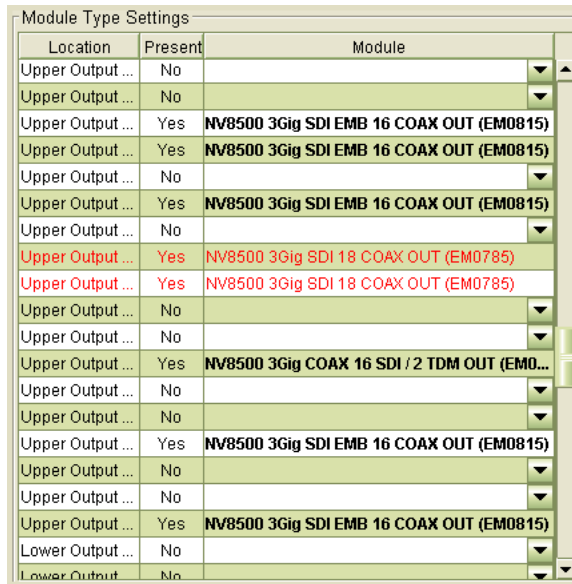 Module Type Settings
Location Present Module
Upper Output ... No
Upper Output ... No
Upper Output ... Yes NV8500 3Gig SDI EMB 16 COAX OUT (EM0815)
Upper Output ... Yes NV8500 3Gig SDI EMB 16 COAX OUT (EM0815)
Upper Output ... No
Upper Output ... Yes NV8500 3Gig SDI EMB 16 COAX OUT (EM0815)
Upper Output ... No
Upper Output ... Yes NV8500 3Gig SDI 18 COAX OUT (EM0785)
Upper Output ... Yes NV8500 3Gig SDI 18 COAX OUT (EM0785)
Upper Output ... No
Upper Output ... No
Upper Output ... Yes NV8500 3Gig COAX 16 SDI / 2 TDM OUT (EM0...
Upper Output ... No
Upper Output ... No
Upper Output ... Yes NV8500 3Gig SDI EMB 16 COAX OUT (EM0815)
Upper Output ... No
Upper Output ... No
Upper Output ... Yes NV8500 3Gig SDI EMB 16 COAX OUT (EM0815)
Lower Output ... No
Lower Output ... No